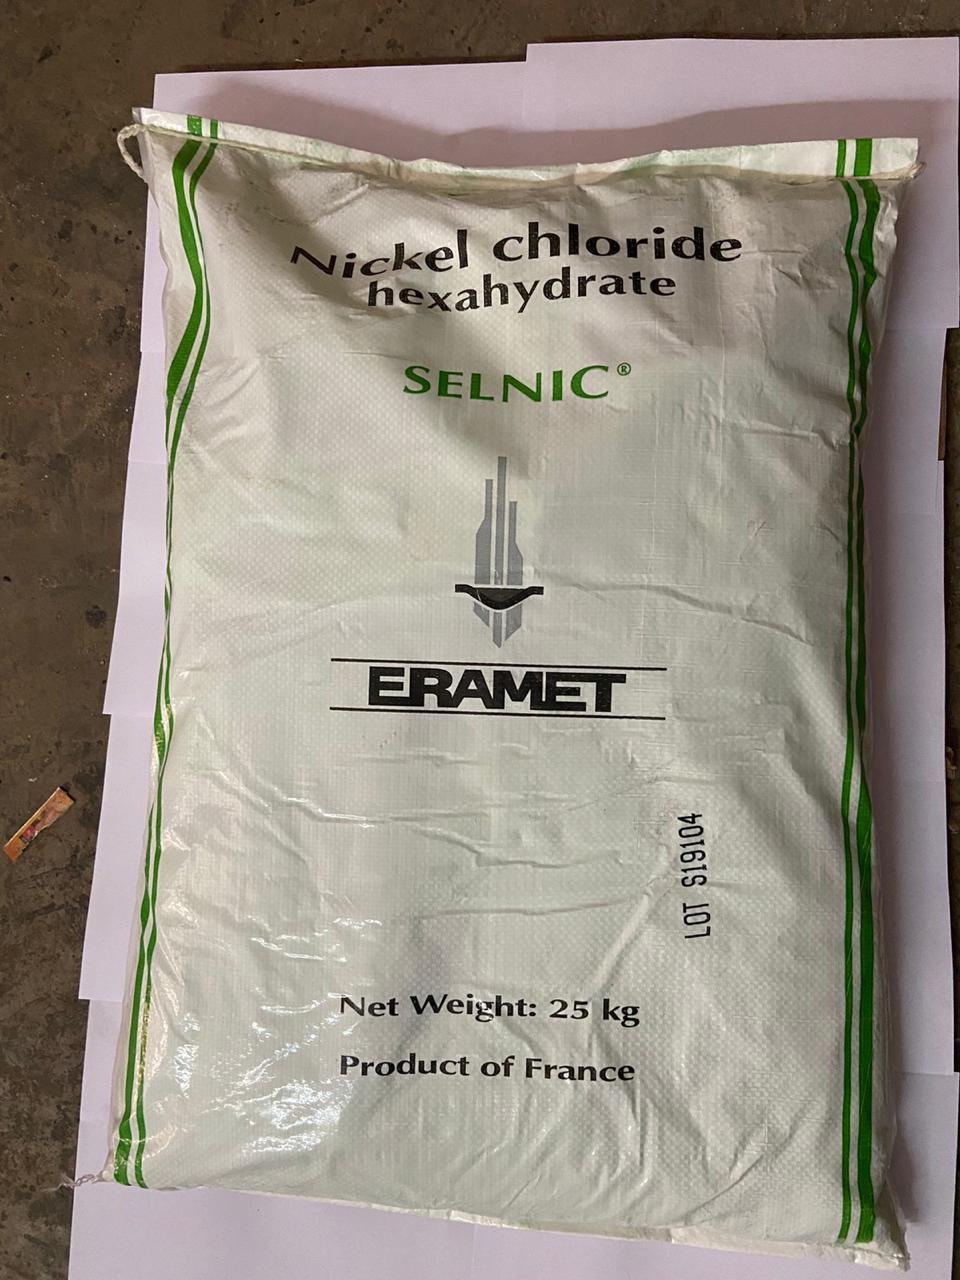 Nickel chloride
hexahydrate
SELNIC®
ERAMET
LOT S19104
Net Weight: 25 kg
Product of France